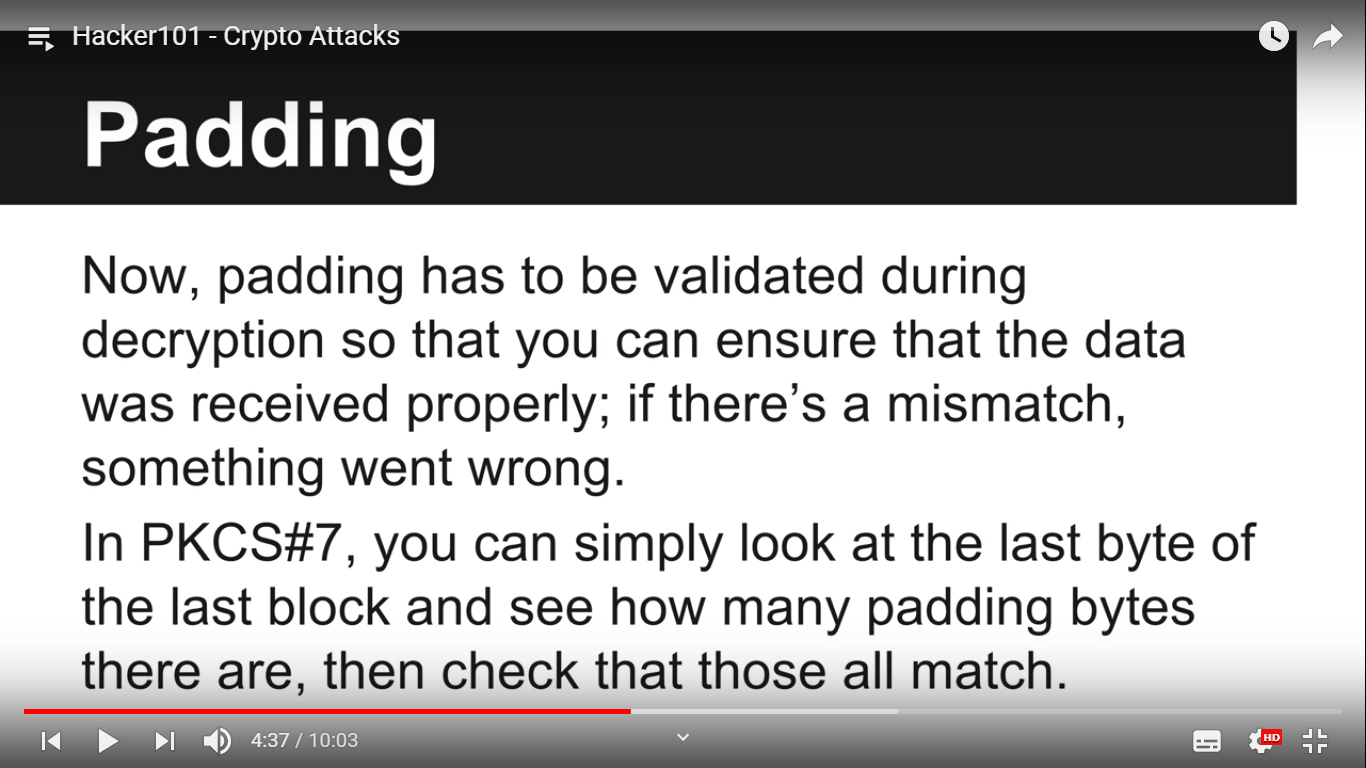 Hacker101 - Crypto Attacks
Padding
Now, padding has to be validated during
decryption so that you can ensure that the data
was received properly; if there’s a mismatch,
something went wrong.
In PKCS#7, you can simply look at the last byte of
the last block and see how many padding bytes
there are, then check that those all match.
4:37 / 10:03
HD